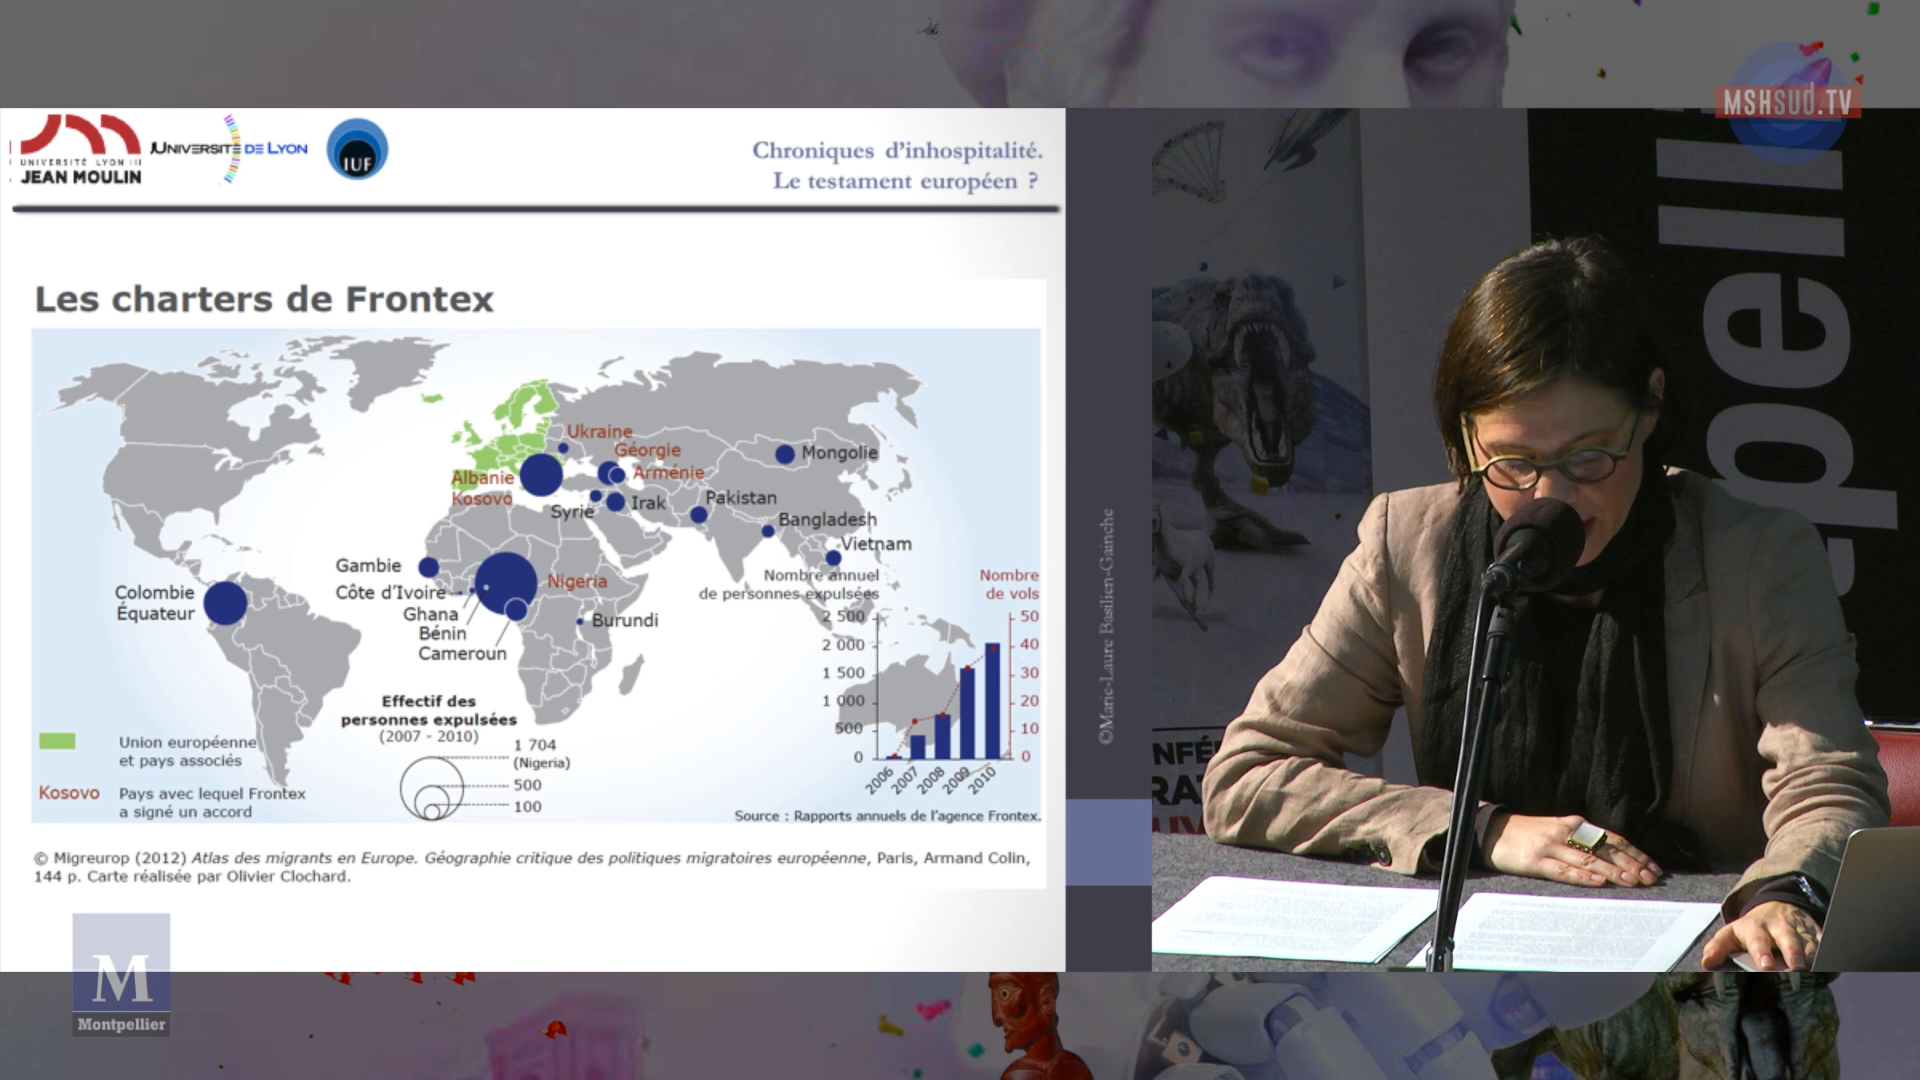 MSHSUD.TV
UNIVERSITÉ LYON III
JEAN MOULIN
UNIVERSITÉ DE LYON
IUF
Chroniques d'inhospitalité.
Le testament européen ?
Les charters de Frontex
Ukraine
Géorgie
Arménie
Albanie
Kosovo
Syrie
Irak
Mongolie
Pakistan
Bangladesh
Vietnam
Gambie
Côte d'Ivoire
Ghana
Bénin
Cameroun
Nigeria
Burundi
Colombie
Équateur
Nombre annuel
de personnes expulsées
Nombre
de vols
2 500
2 000
1 500
1 000
500
0
50
40
30
20
10
0
2006
2007
2008
2009
2010
Effectif des
personnes expulsées
(2007 - 2010)
1 704
(Nigeria)
500
100
Union européenne
et pays associés
Kosovo
Pays avec lequel Frontex
a signé un accord
Source : Rapports annuels de l'agence Frontex.
© Migreurop (2012) Atlas des migrants en Europe. Géographie critique des politiques migratoires européenne, Paris, Armand Colin,
144 p. Carte réalisée par Olivier Clochard.
©Marie-Laure Basilien-Gainche
M
Montpellier
pelli
NFÉ
RA